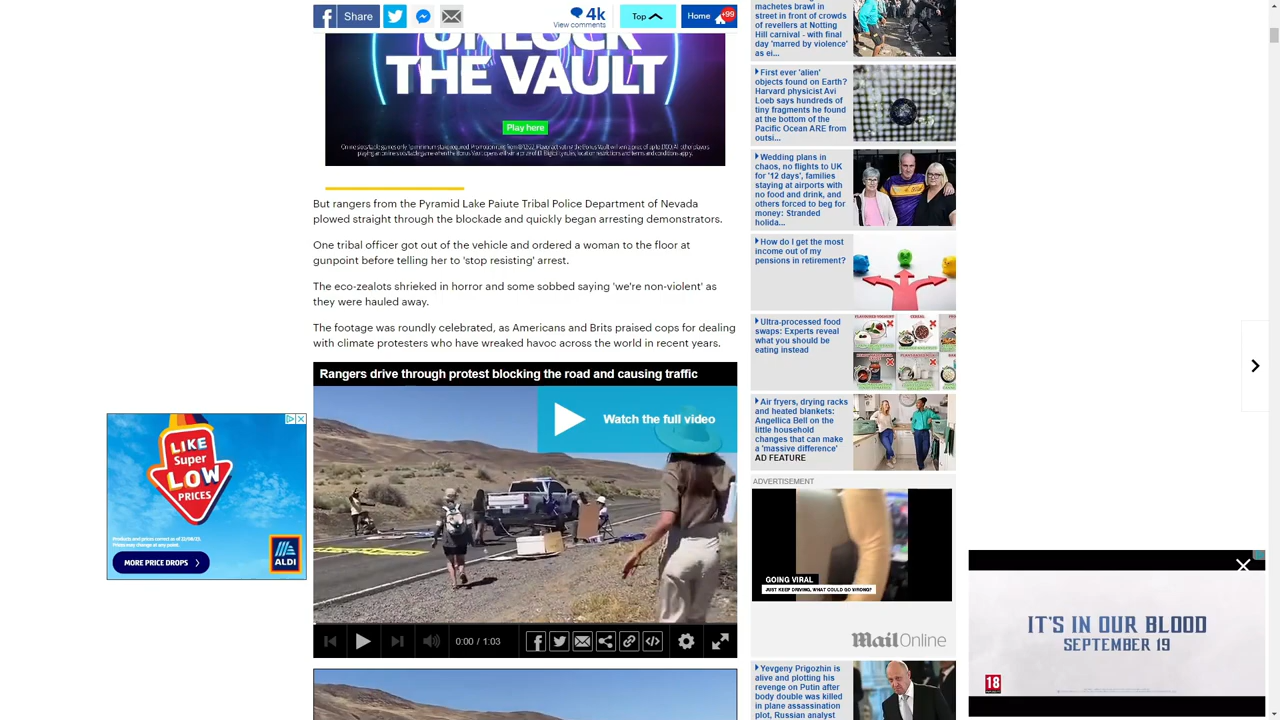 Share
4k
View comments
Top
Home
+99
UNLOCK
THE VAULT
Play here
But rangers from the Pyramid Lake Paiute Tribal Police Department of Nevada
plowed straight through the blockade and quickly began arresting demonstrators.
One tribal officer got out of the vehicle and ordered a woman to the floor at
gunpoint before telling her to 'stop resisting' arrest.
The eco-zealots shrieked in horror and some sobbed saying 'we're non-violent' as
they were hauled away.
The footage was roundly celebrated, as Americans and Brits praised cops for dealing
with climate protesters who have wreaked havoc across the world in recent years.
Rangers drive through protest blocking the road and causing traffic
Watch the full video
0:00 / 1:03
LIKE
Super
LOW
PRICES
MORE PRICE DROPS
ALDI
machetes brawl in
street in front of crowds
of revellers at Notting
Hill carnival - with final
day 'marred by violence'
as ei...
First ever 'alien'
objects found on Earth?
Harvard physicist Avi
Loeb says hundreds of
tiny fragments he found
at the bottom of the
Pacific Ocean ARE from
outsi...
Wedding plans in
chaos, no flights to UK
for '12 days', families
staying at airports with
no food and drink, and
others forced to beg for
money: Stranded
holida...
How do I get the most
income out of my
pensions in retirement?
Ultra-processed food
swaps: Experts reveal
what you should be
eating instead
Air fryers, drying racks
and heated blankets:
Angellica Bell on the
little household
changes that can make
a 'massive difference'
AD FEATURE
ADVERTISEMENT
GOING VIRAL
JUST KEEP DRIVING, WHAT COULD GO WRONG?
Mail Online
Yevgeny Prigozhin is
alive and plotting his
revenge on Putin after
body double was killed
in plane assassination
plot, Russian analyst
IT'S IN OUR BLOOD
SEPTEMBER 19
18